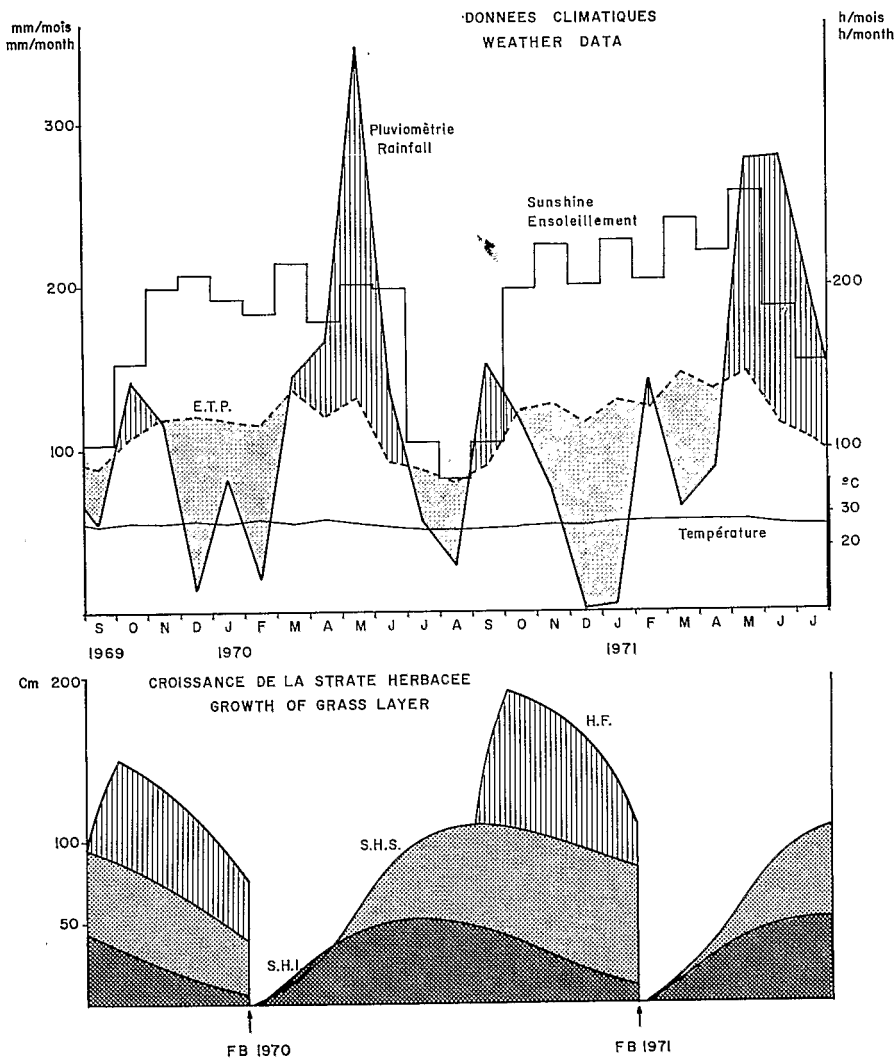 DONNEES CLIMATIQUES
WEATHER DATA
mm/mois
mm/month
h/mois
h/month
300
200
100
200
100
ºC
30
20
Pluviomètrie
Rainfall
Sunshine
Ensoleillement
E.T.P.
Température
S O N D J F M A M J J A S O N D J F M A M J J
1969 1970 1971
Cm 200
100
50
CROISSANCE DE LA STRATE HERBACEE
GROWTH OF GRASS LAYER
H.F.
S.H.S.
S.H.I.
FB 1970 FB 1971